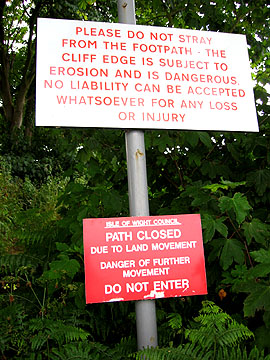 PLEASE DO NOT STRAY
FROM THE FOOTPATH - THE
CLIFF EDGE IS SUBJECT TO
EROSION AND IS DANGEROUS.
NO LIABILITY CAN BE ACCEPTED
WHATSOEVER FOR ANY LOSS
OR INJURY
ISLE OF WIGHT COUNCIL
PATH CLOSED
DUE TO LAND MOVEMENT
DANGER OF FURTHER
MOVEMENT
DO NOT ENTER